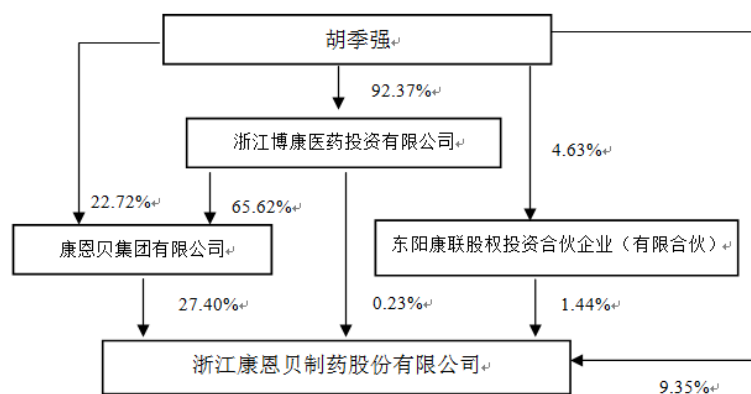 胡季强
92.37%
浙江博康医药投资有限公司
4.63%
22.72%
65.62%
康恩贝集团有限公司
东阳康联股权投资合伙企业（有限合伙）
27.40%
0.23%
1.44%
浙江康恩贝制药股份有限公司
9.35%